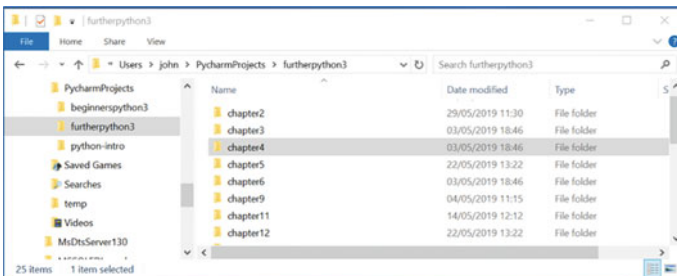 furtherpython3
File Home Share View
Users > john > PycharmProjects > furtherpython3
Search furtherpython3
PycharmProjects
beginnerspython3
furtherpython3
python-intro
Saved Games
Searches
temp
Videos
MsDtsServer130
Name Date modified Type S
chapter2 29/05/2019 11:30 File folder
chapter3 03/05/2019 18:46 File folder
chapter4 03/05/2019 18:46 File folder
chapter5 22/05/2019 13:22 File folder
chapter6 03/05/2019 18:46 File folder
chapter9 04/05/2019 11:15 File folder
chapter11 14/05/2019 12:12 File folder
chapter12 22/05/2019 13:22 File folder
25 items 1 item selected